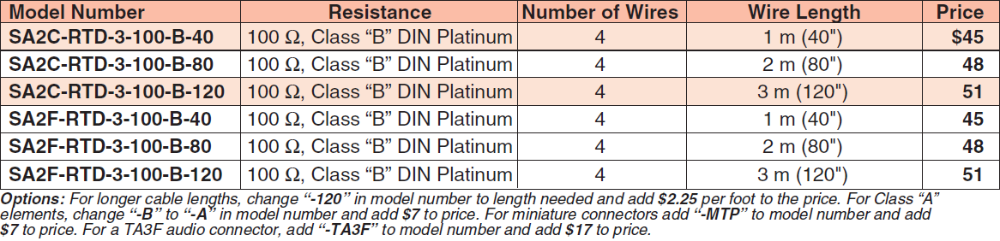 Model Number Resistance Number of Wires Wire Length Price
SA2C-RTD-3-100-B-40 100 Ω, Class “B” DIN Platinum 4 1 m (40") $45
SA2C-RTD-3-100-B-80 100 Ω, Class “B” DIN Platinum 4 2 m (80") 48
SA2C-RTD-3-100-B-120 100 Ω, Class “B” DIN Platinum 4 3 m (120") 51
SA2F-RTD-3-100-B-40 100 Ω, Class “B” DIN Platinum 4 1 m (40") 45
SA2F-RTD-3-100-B-80 100 Ω, Class “B” DIN Platinum 4 2 m (80") 48
SA2F-RTD-3-100-B-120 100 Ω, Class “B” DIN Platinum 4 3 m (120") 51
Options: For longer cable lengths, change “-120” in model number to length needed and add $2.25 per foot to the price. For Class “A”
elements, change “-B” to “-A” in model number and add $7 to price. For miniature connectors add “-MTP” to model number and add
$7 to price. For a TA3F audio connector, add “-TA3F” to model number and add $17 to price.